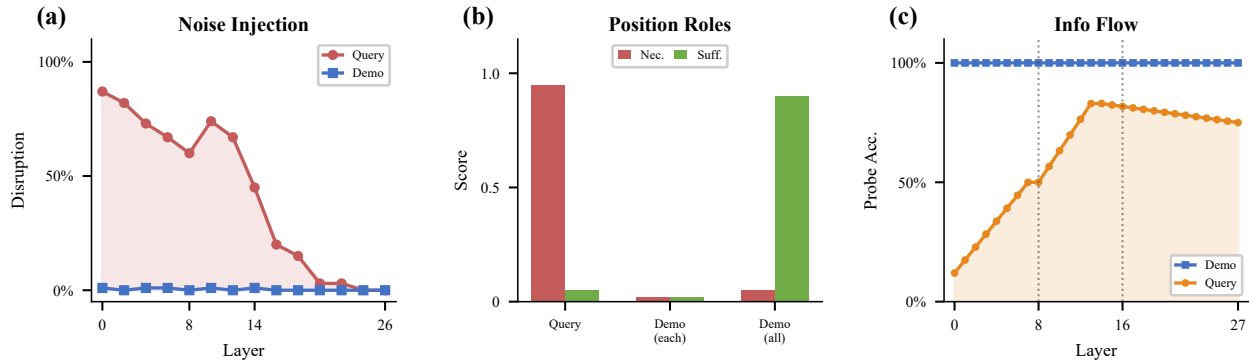 (a)
Noise Injection
Query
Demo
100%
50%
0%
Disruption
0
8
14
26
Layer
(b)
Position Roles
Nec.
Suff.
1.0
0.5
0
Score
Query
Demo
(each)
Demo
(all)
(c)
Info Flow
100%
50%
0%
Probe Acc.
Demo
Query
0
8
16
27
Layer